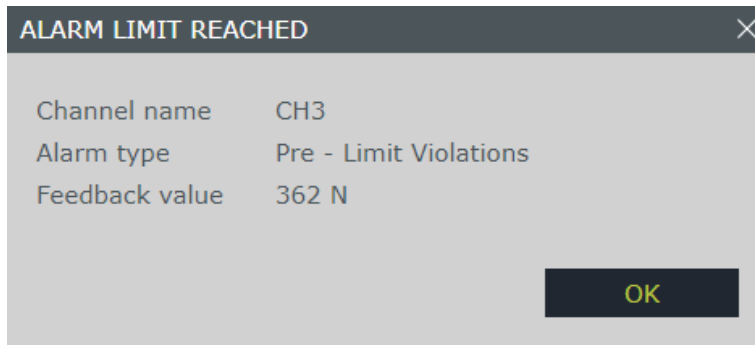 ALARM LIMIT REACHED
Channel name CH3
Alarm type Pre - Limit Violations
Feedback value 362 N
OK